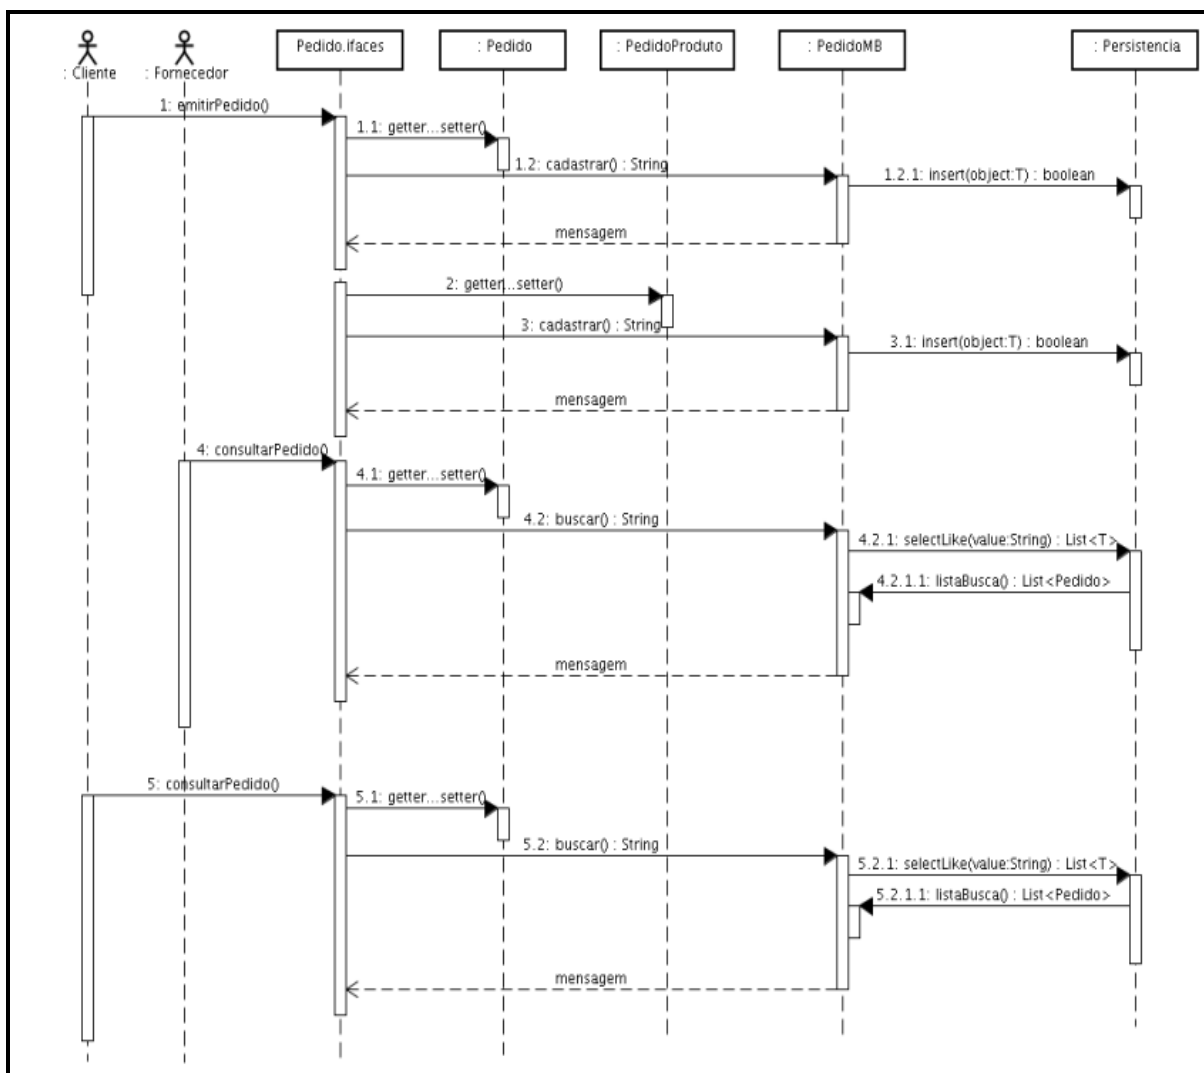 : Cliente
: Fornecedor
Pedido.ifaces
: Pedido
: PedidoProduto
: PedidoMB
: Persistencia
1: emitirPedido()
1.1: getter...setter()
1.2: cadastrar() : String
1.2.1: insert(object:T) : boolean
mensagem
2: getter...setter()
3: cadastrar() : String
3.1: insert(object:T) : boolean
mensagem
4: consultarPedido()
4.1: getter...setter()
4.2: buscar() : String
4.2.1: selectLike(value:String) : List<T>
4.2.1.1: listaBusca() : List<Pedido>
mensagem
5: consultarPedido()
5.1: getter...setter()
5.2: buscar() : String
5.2.1: selectLike(value:String) : List<T>
5.2.1.1: listaBusca() : List<Pedido>
mensagem